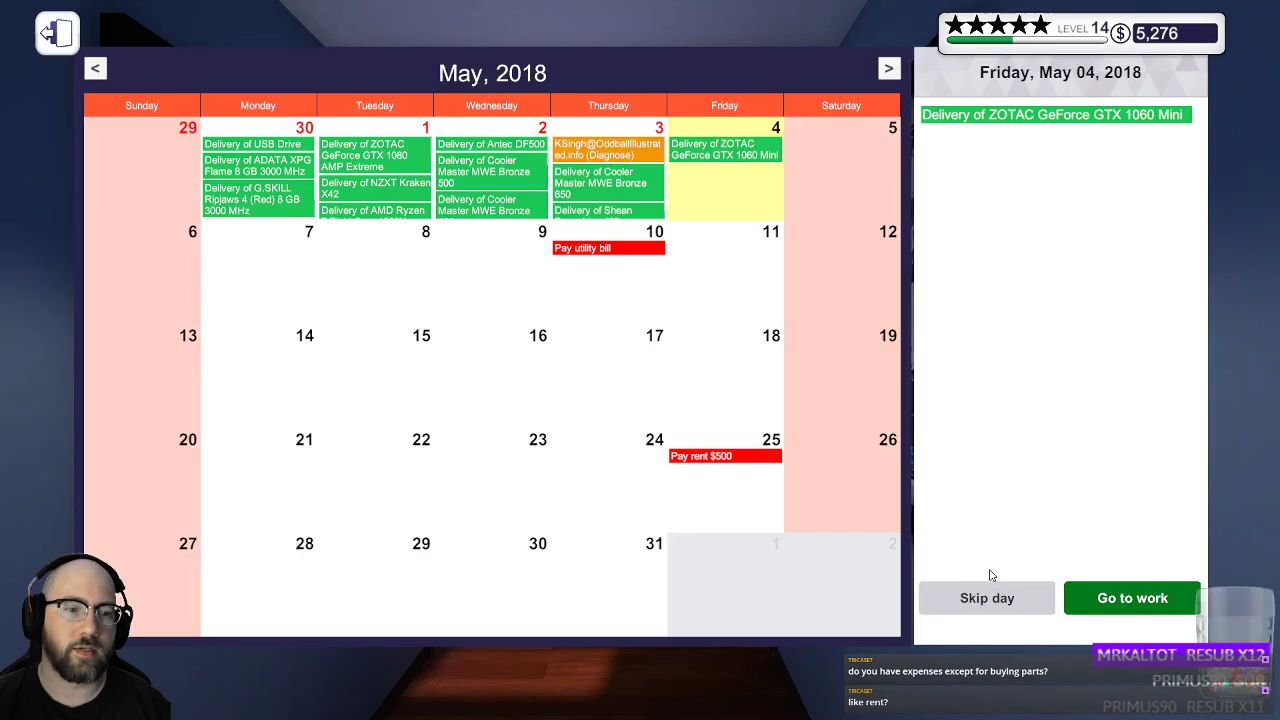 LEVEL 14
$ 5,276
<
May, 2018
>
Friday, May 04, 2018
Sunday Monday Tuesday Wednesday Thursday Friday Saturday
Delivery of ZOTAC GeForce GTX 1060 Mini
29 30 1 2 3 4 5
Delivery of USB Drive
Delivery of ADATA XPG
Flame 8 GB 3000 MHz
Delivery of G.SKILL
Ripjaws 4 (Red) 8 GB
3000 MHz
Delivery of ZOTAC
GeForce GTX 1080
AMP Extreme
Delivery of NZXT Kraken
X42
Delivery of AMD Ryzen
Delivery of Antec DF500
Delivery of Cooler
Master MWE Bronze
500
Delivery of Cooler
Master MWE Bronze
KSingh@OddballIllustrat
ed.info (Diagnose)
Delivery of Cooler
Master MWE Bronze
650
Delivery of Shean
Delivery of ZOTAC
GeForce GTX 1060 Mini
6 7 8 9 10 11 12
Pay utility bill
13 14 15 16 17 18 19
20 21 22 23 24 25 26
Pay rent $500
27 28 29 30 31 1 2
Skip day
Go to work
MRKALTOT RESUB X12
TRICASET
do you have expenses except for buying parts?
PRIMUS90
TRICASET
like rent?
PRIMUS90 RESUB X11